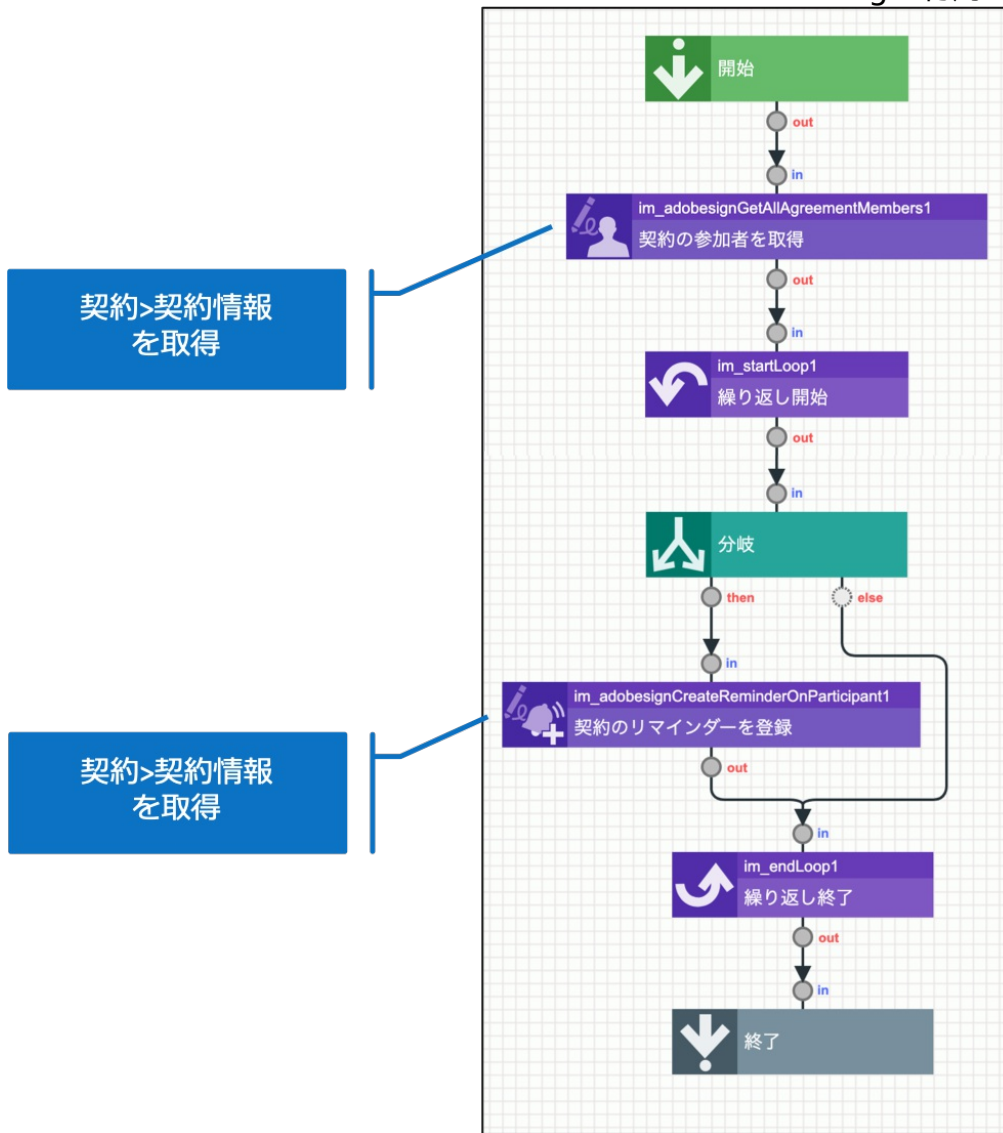 開始
out
in
im_adobesignGetAllAgreementMembers1
契約の参加者を取得
契約>契約情報
を取得
out
in
im_startLoop1
繰り返し開始
out
in
分岐
then
else
in
im_adobesignCreateReminderOnParticipant1
契約のリマインダーを登録
契約>契約情報
を取得
out
in
im_endLoop1
繰り返し終了
out
in
終了